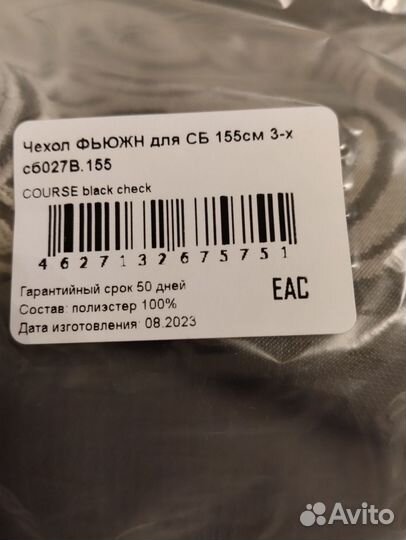 Чехол ФЬЮЖН для СБ 155см 3-х
сб027В.155
COURSE black check
4627132675751
Гарантийный срок 50 дней
Состав: полиэстер 100%
Дата изготовления: 08.2023
EAC
Avito